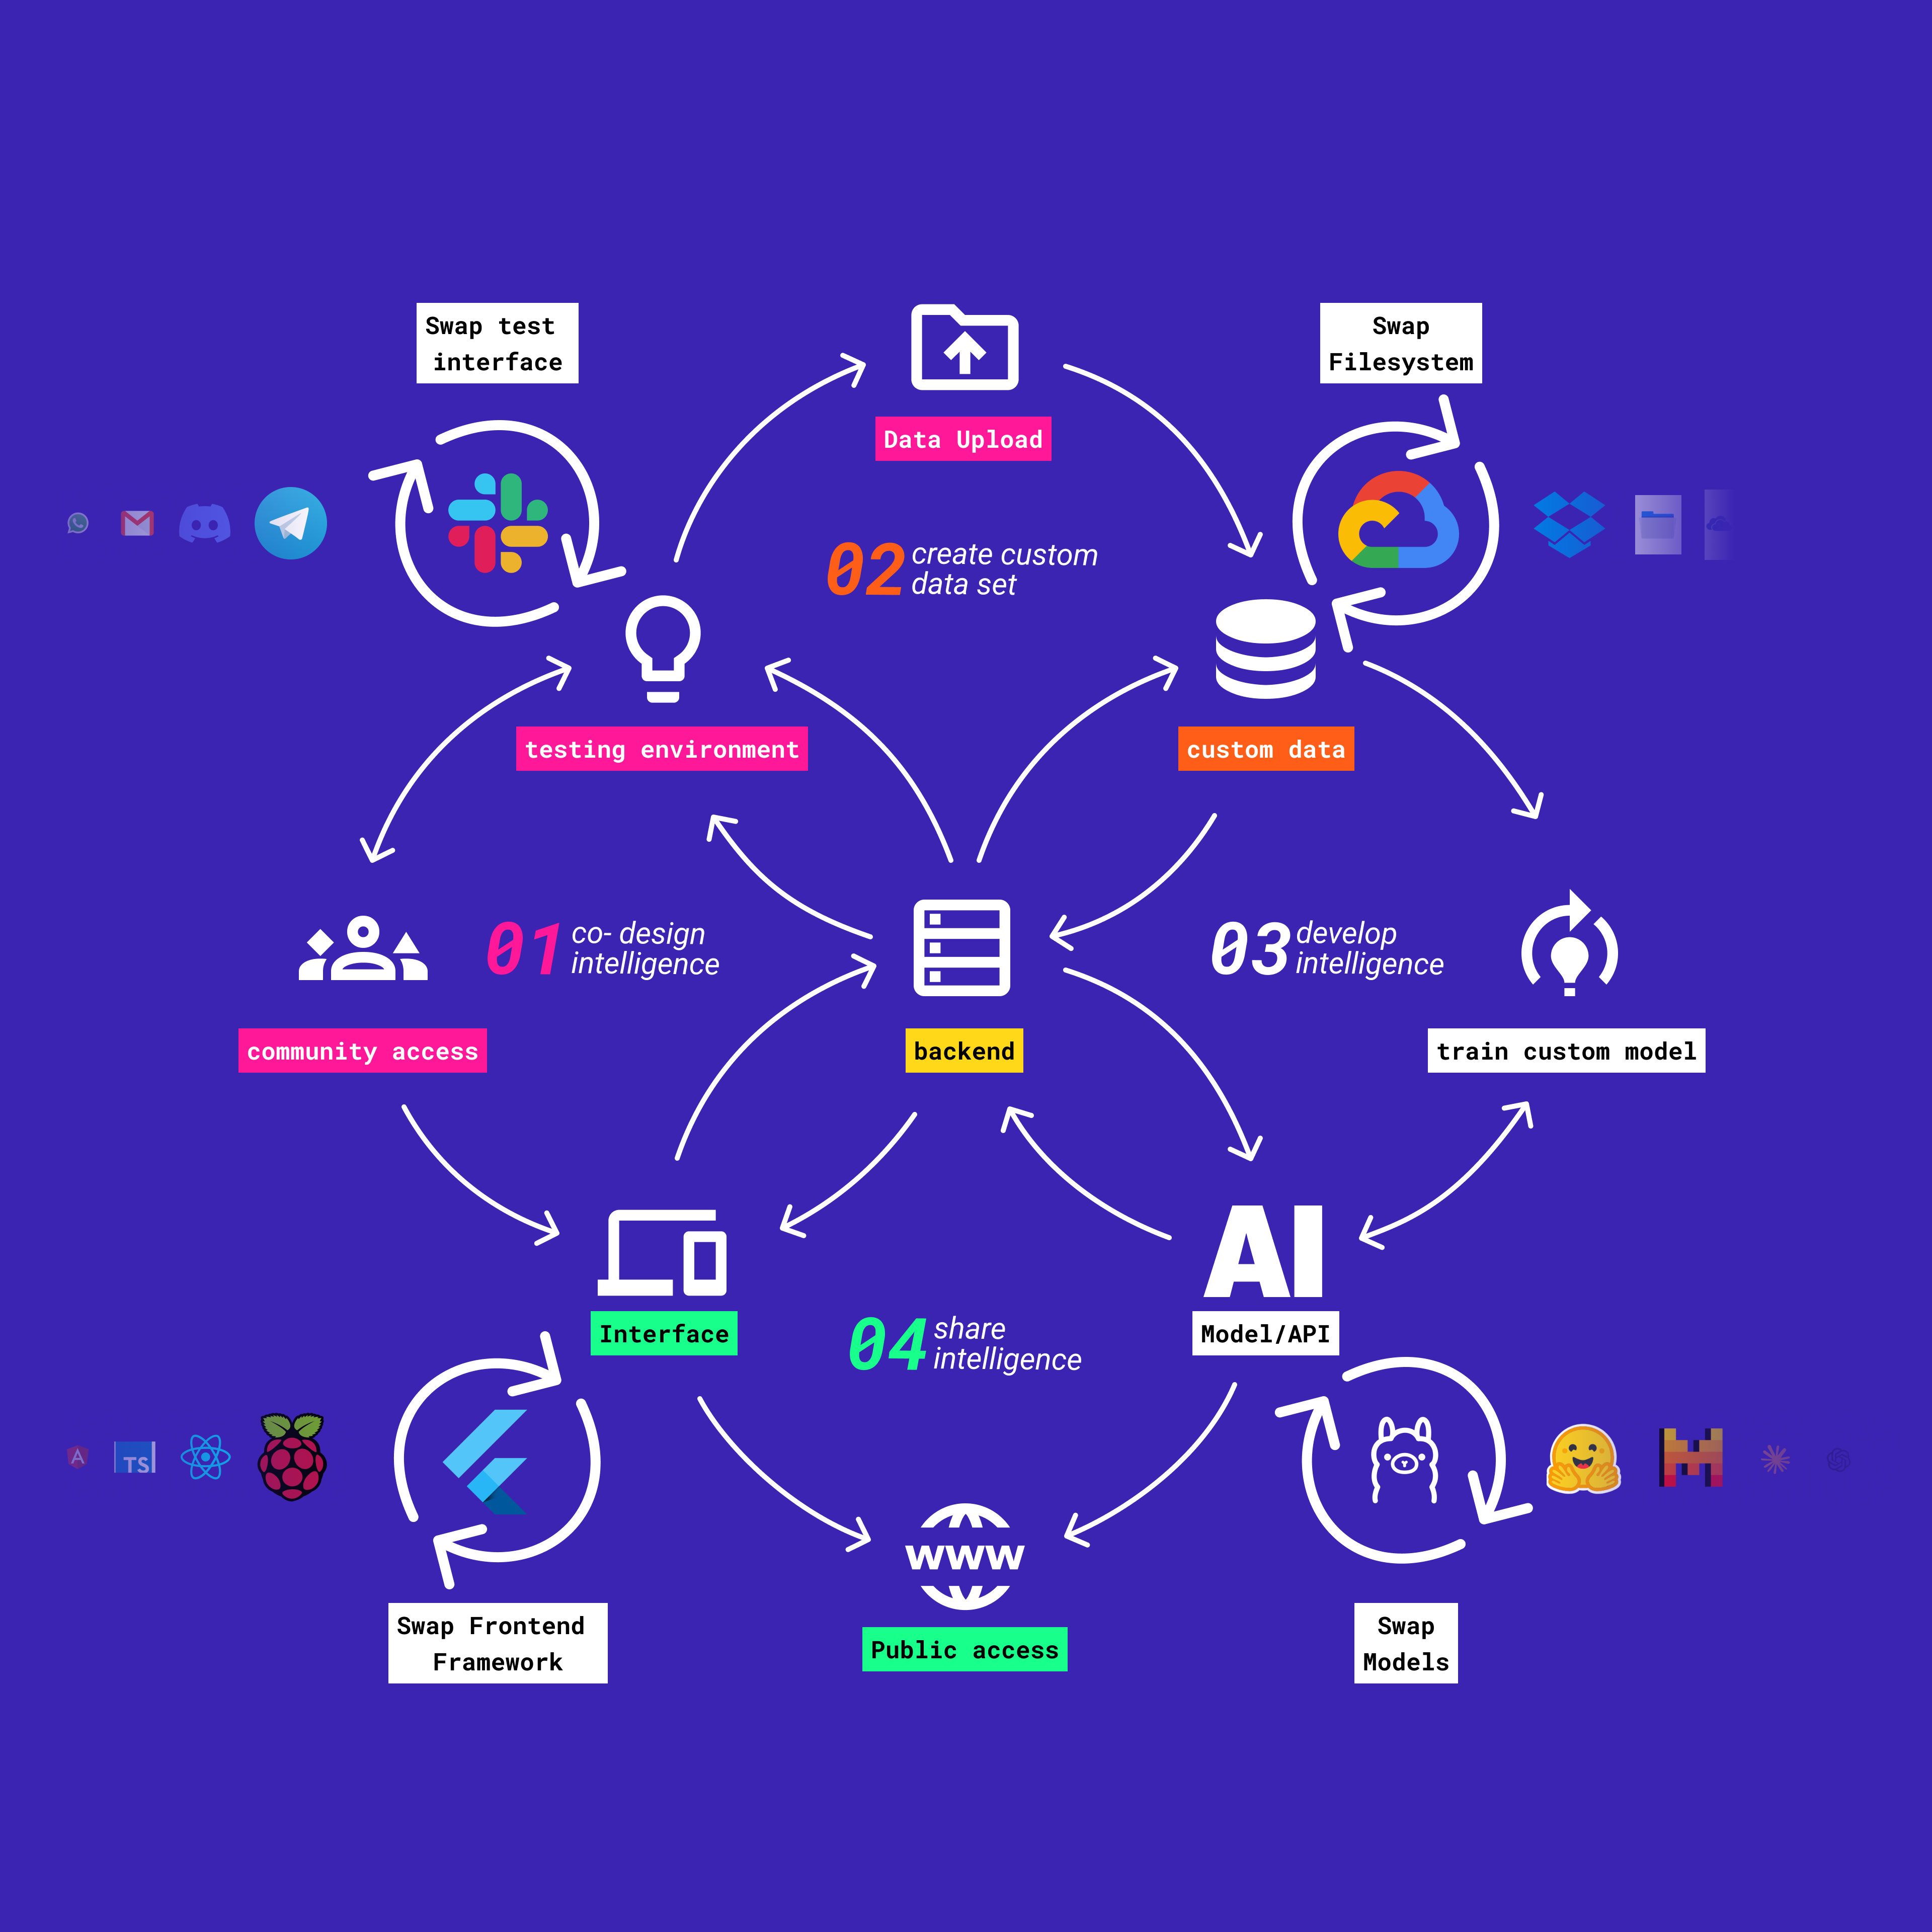 Swap test
interface
Swap
Filesystem
Data Upload
02 create custom
data set
testing environment
custom data
01 co- design
intelligence
03 develop
intelligence
community access
backend
train custom model
AI
Interface
04 share
intelligence
Model/API
TS
A
www
Swap Frontend
Framework
Public access
Swap
Models